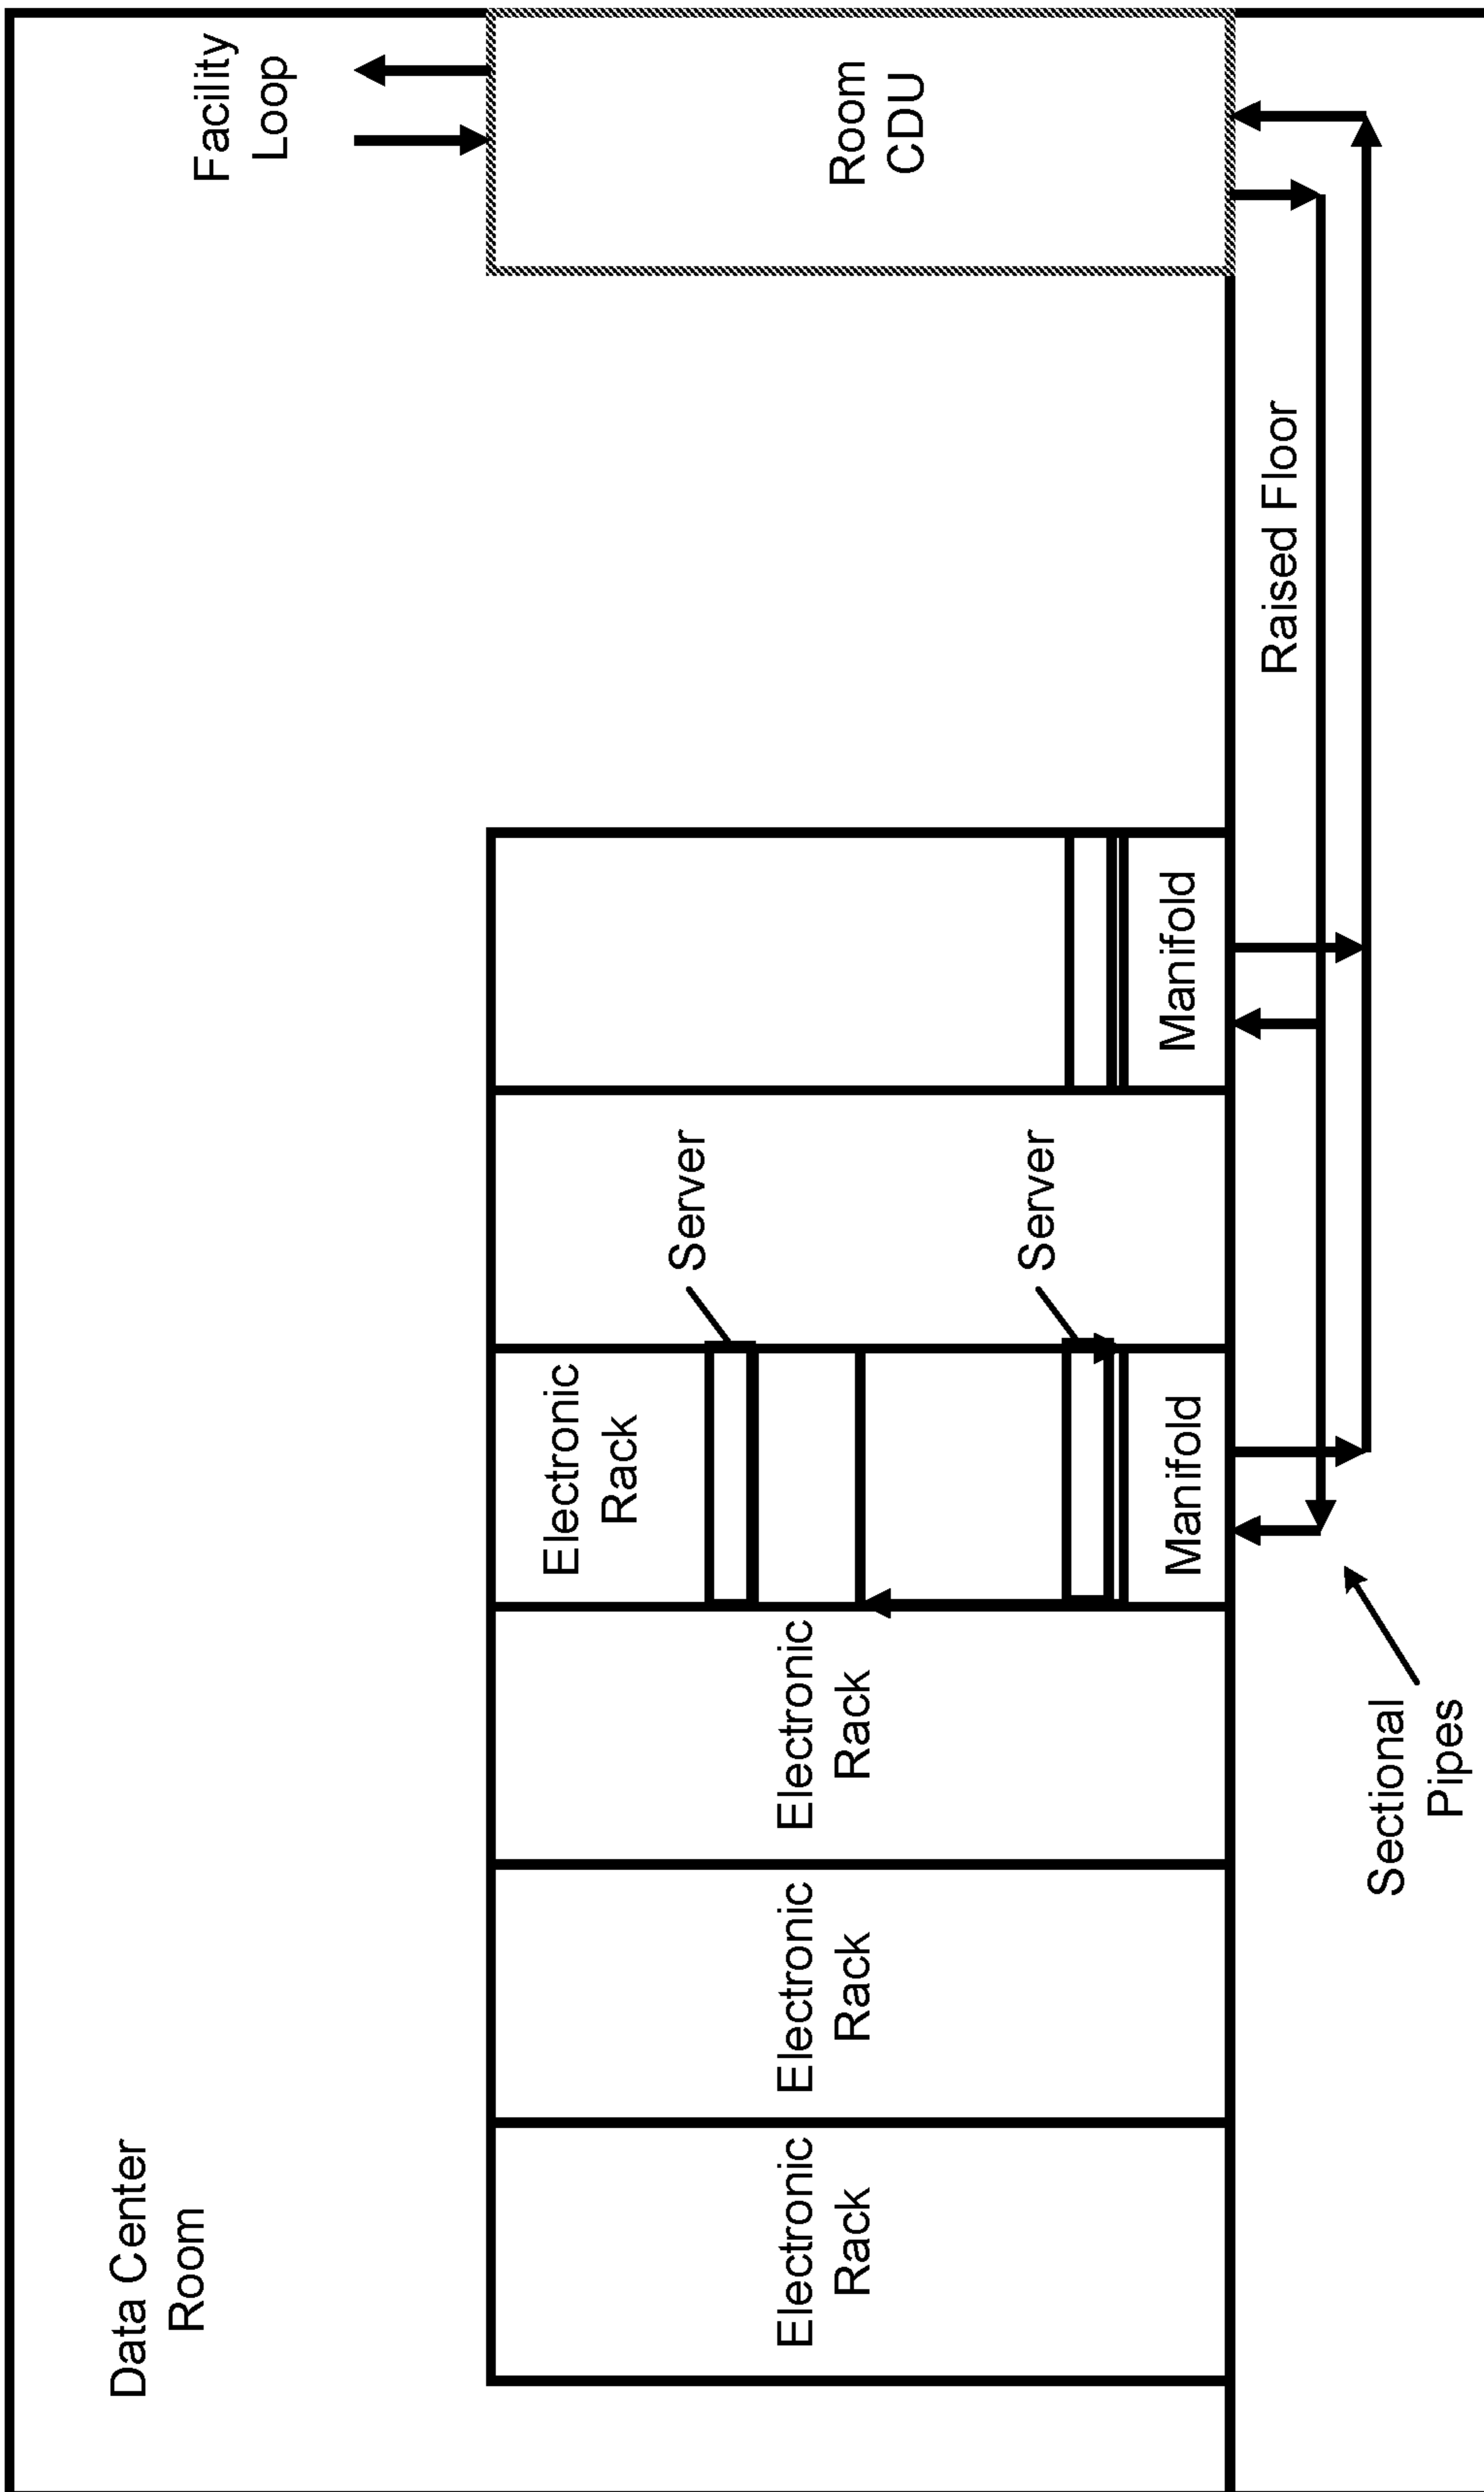 Data Center
Room
Facility
Loop
Electronic
Rack
Electronic
Rack
Electronic
Rack
Electronic
Rack
Server
Server
Manifold
Manifold
Room
CDU
Raised Floor
Sectional
Pipes